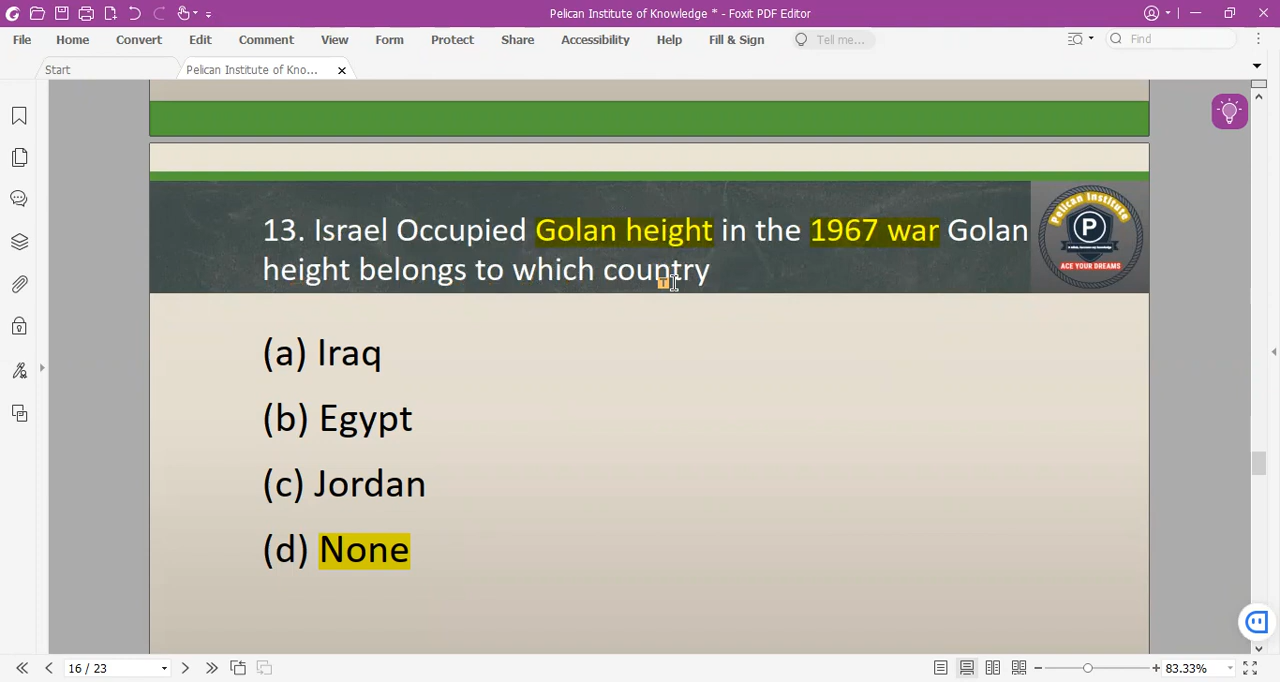 Pelican Institute of Knowledge * - Foxit PDF Editor
File Home Convert Edit Comment View Form Protect Share Accessibility Help Fill & Sign Tell me... Find
Start Pelican Institute of Kno...
13. Israel Occupied Golan height in the 1967 war Golan
height belongs to which country
Pelican Institute
P
ACE YOUR DREAMS
(a) Iraq
(b) Egypt
(c) Jordan
(d) None
16 / 23 83.33%